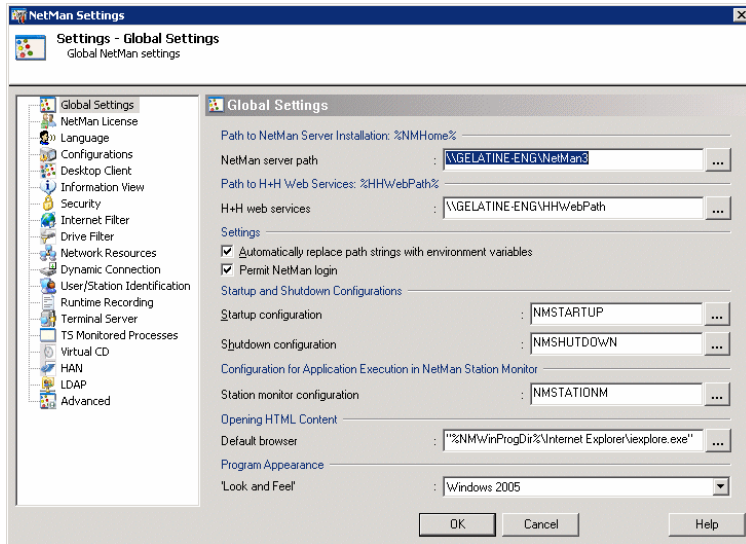 NetMan Settings
Settings - Global Settings
Global NetMan settings
Global Settings
NetMan License
Language
Configurations
Desktop Client
Information View
Security
Internet Filter
Drive Filter
Network Resources
Dynamic Connection
User/Station Identification
Runtime Recording
Terminal Server
TS Monitored Processes
Virtual CD
HAN
LDAP
Advanced
Global Settings
Path to NetMan Server Installation: %NMHome%
NetMan server path : \\GELATINE-ENG\NetMan3 ...
Path to H+H Web Services: %HHWebPath%
H+H web services : \\GELATINE-ENG\HHWebPath ...
Settings
Automatically replace path strings with environment variables
Permit NetMan login
Startup and Shutdown Configurations
Startup configuration : NMSTARTUP ...
Shutdown configuration : NMSHUTDOWN ...
Configuration for Application Execution in NetMan Station Monitor
Station monitor configuration : NMSTATIONM ...
Opening HTML Content
Default browser : "%NMWinProgDir%\Internet Explorer\iexplore.exe" ...
Program Appearance
'Look and Feel' : Windows 2005
OK Cancel Help